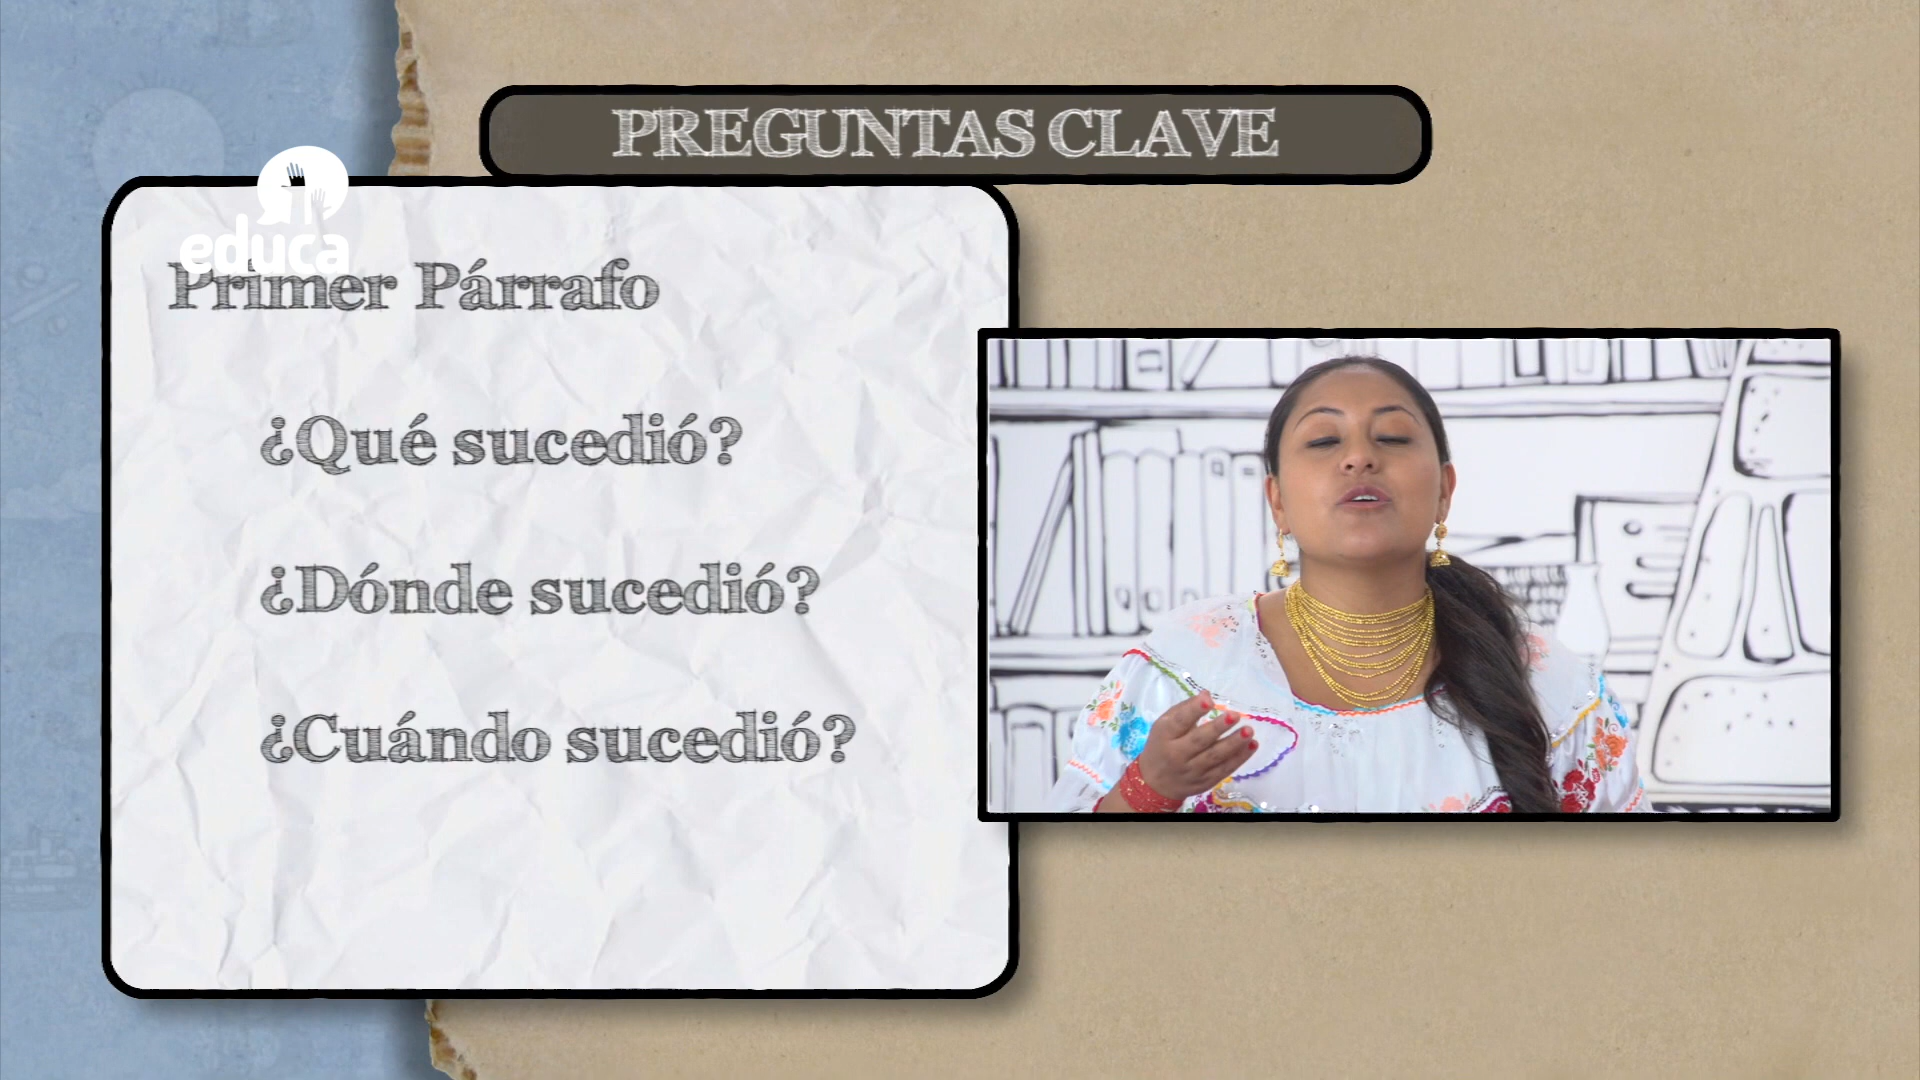 PREGUNTAS CLAVE
educa
Primer Párrafo
¿Qué sucedió?
¿Dónde sucedió?
¿Cuándo sucedió?